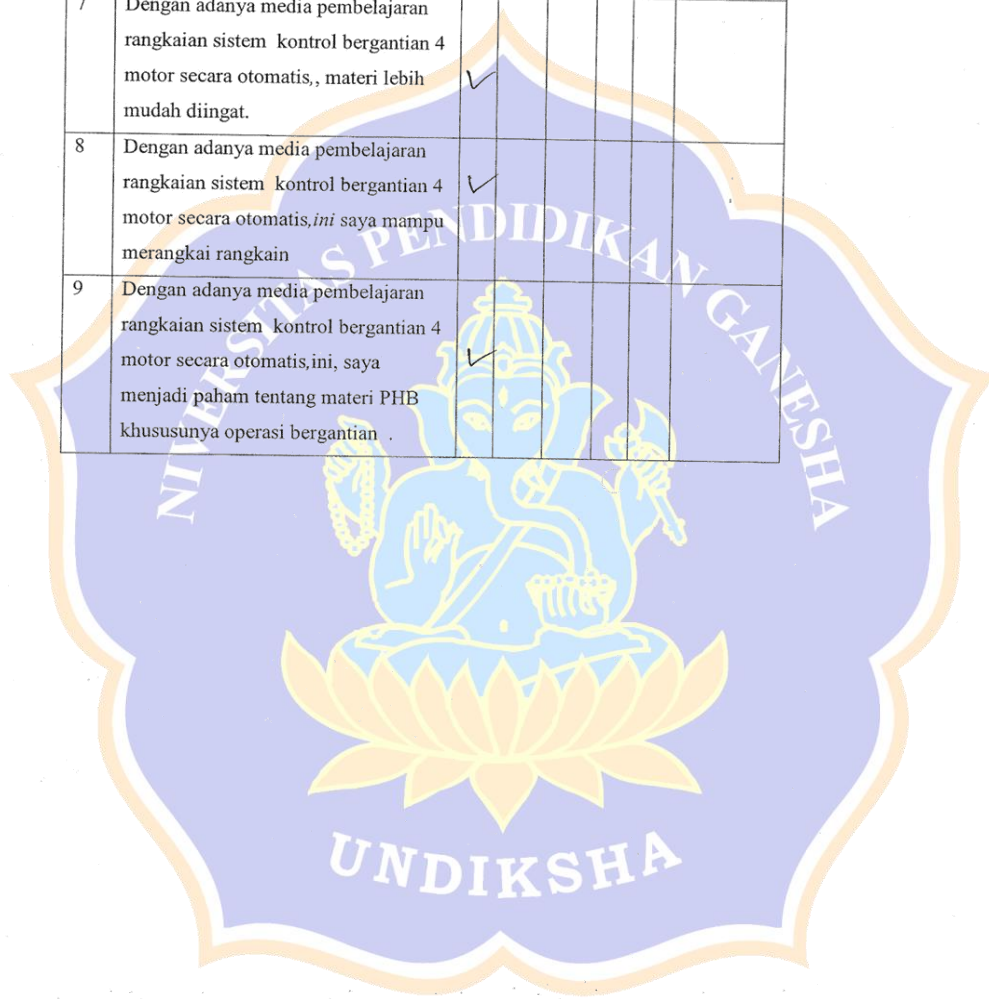 7 Dengan adanya media pembelajaran
rangkaian sistem kontrol bergantian 4
motor secara otomatis,, materi lebih
mudah diingat.
8 Dengan adanya media pembelajaran
rangkaian sistem kontrol bergantian 4
motor secara otomatis,ini saya mampu
merangkai rangkain
9 Dengan adanya media pembelajaran
rangkaian sistem kontrol bergantian 4
motor secara otomatis,ini, saya
menjadi paham tentang materi PHB
khususunya operasi bergantian .
NIVERSITAS PENDIDIKAN GANESHA
UNDIKSHA